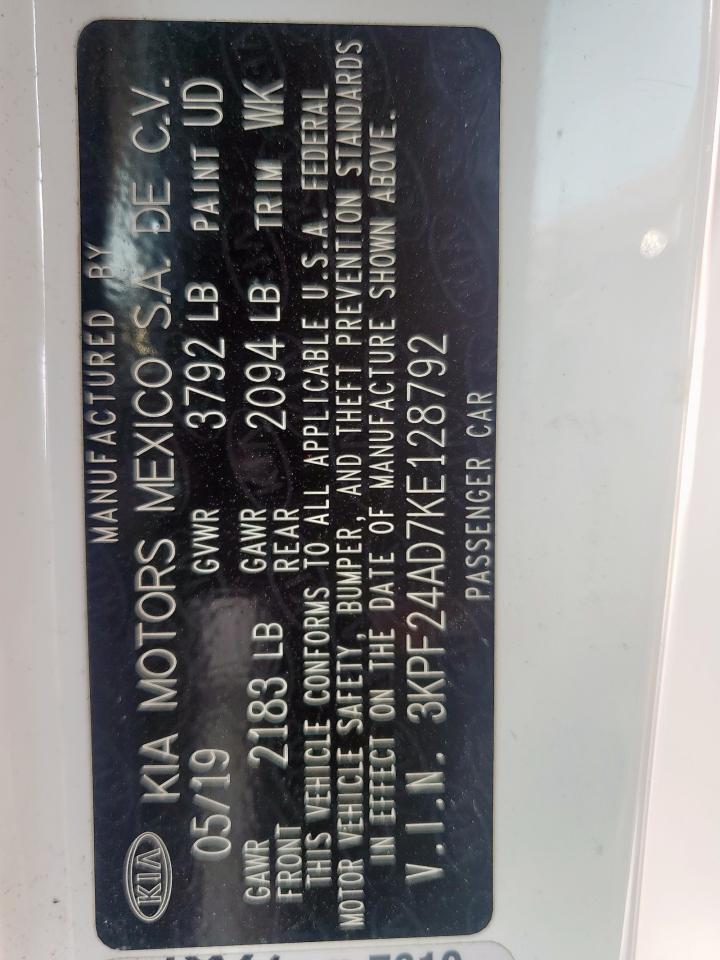 MANUFACTURED BY
KIA KIA MOTORS MEXICO S.A. DE C.V.
05/19 GVWR 3792 LB PAINT UD
GAWR FRONT 2183 LB GAWR REAR 2094 LB TRIM WK
THIS VEHICLE CONFORMS TO ALL APPLICABLE U.S.A. FEDERAL
MOTOR VEHICLE SAFETY, BUMPER, AND THEFT PREVENTION STANDARDS
IN EFFECT ON THE DATE OF MANUFACTURE SHOWN ABOVE.
V.I.N. 3KPF24AD7KE128792
PASSENGER CAR